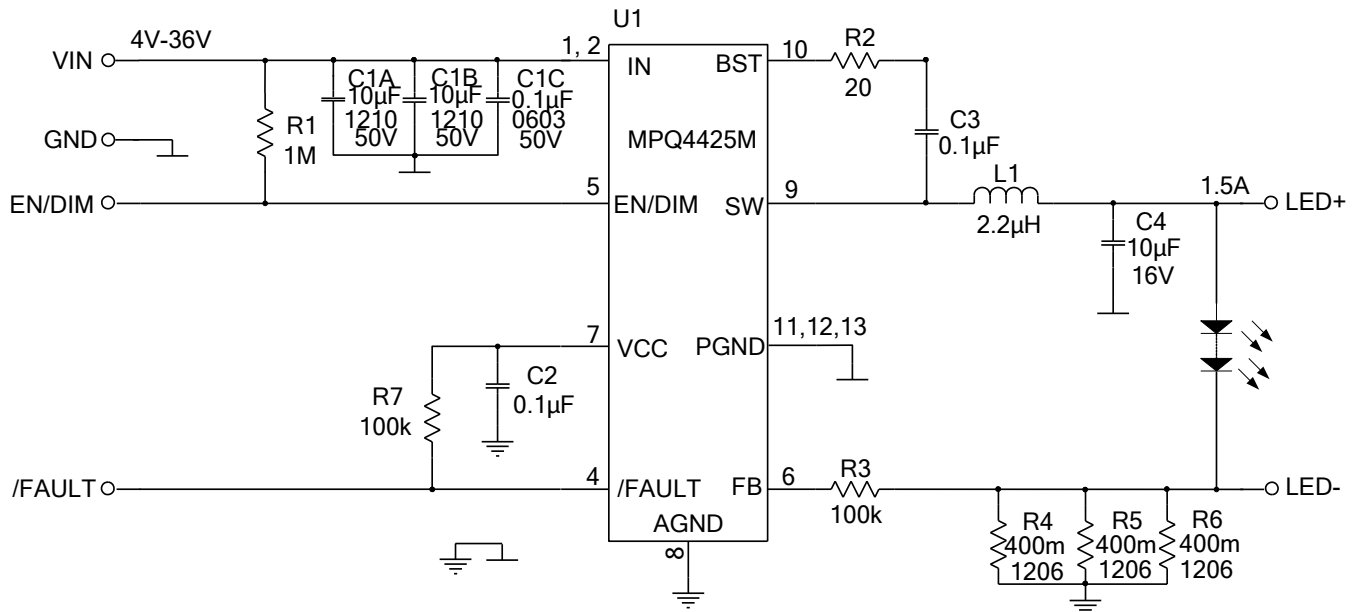 U1
VIN
4V-36V
1, 2
IN
BST
10
R2
20
C1A
10µF
1210
50V
C1B
10µF
1210
50V
C1C
0.1µF
0603
50V
R1
1M
GND
MPQ4425M
C3
0.1µF
EN/DIM
5
EN/DIM
SW
9
L1
2.2µH
1.5A
LED+
C4
10µF
16V
7
VCC
PGND
11,12,13
C2
0.1µF
R7
100k
/FAULT
4
/FAULT
FB
6
R3
100k
LED-
AGND
8
R4
400m
1206
R5
400m
1206
R6
400m
1206